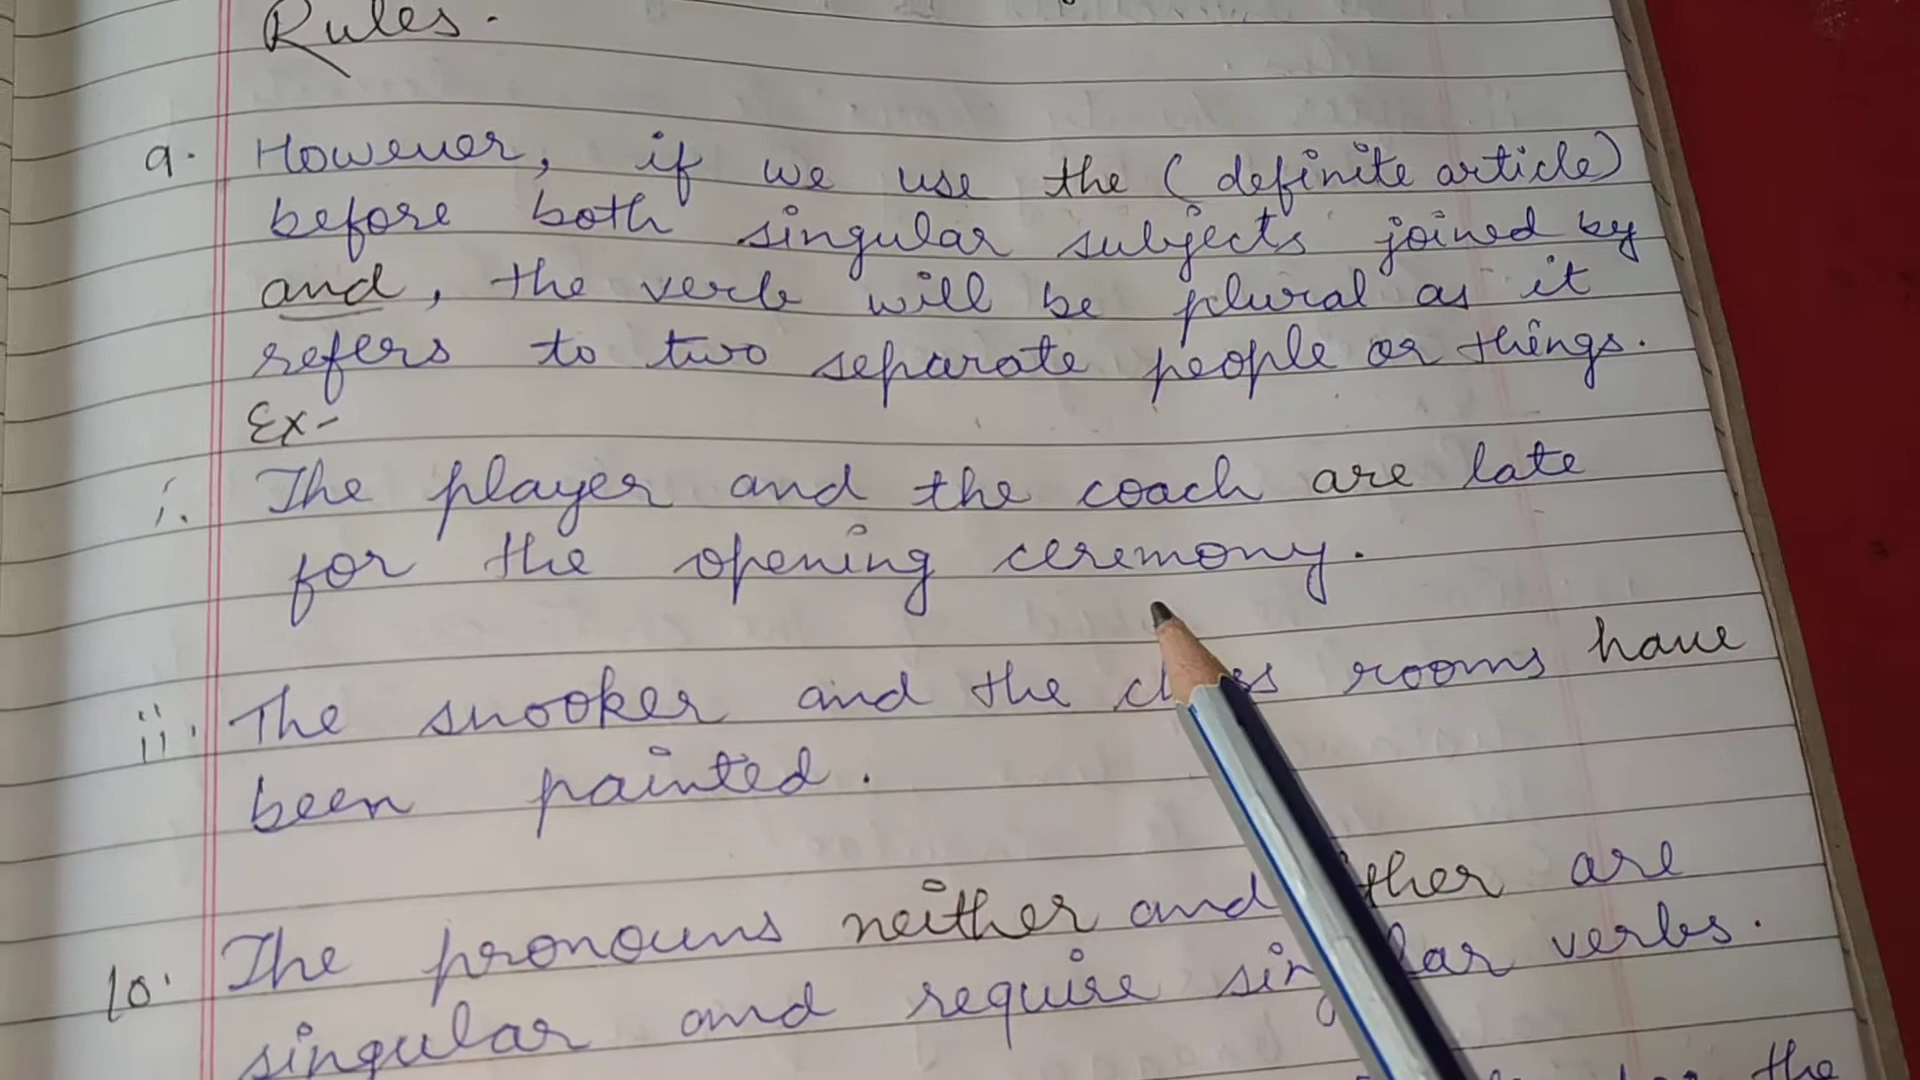 Rules.
9. However, if we use the (definite article)
before both singular subjects joined by
and, the verb will be plural as it
refers to two separate people or things.
Ex-
i. The player and the coach are late
for the opening ceremony.
ii. The snooker and the rooms have
been painted.
10. The pronouns neither and are
singular and require verbs.
the